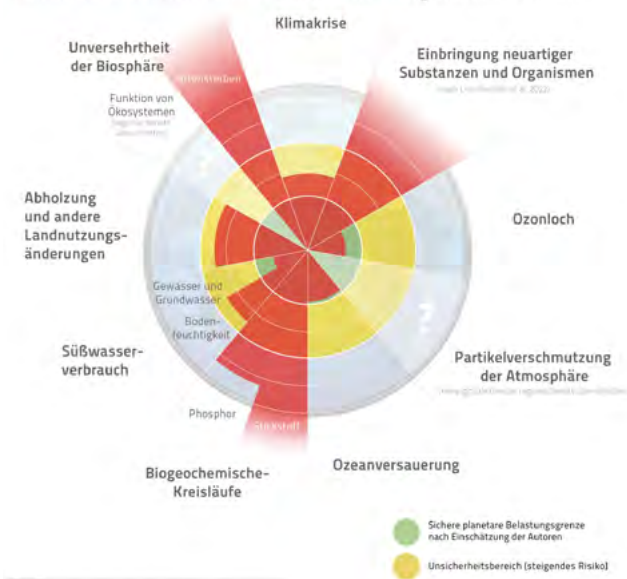 Klimakrise
Unversehrtheit
der Biosphäre
Einbringung neuartiger
Substanzen und Organismen
Artensterben
Funktion von
Ökosystemen
?
Abholzung
und andere
Landnutzungs-
änderungen
Ozonloch
Gewässer und
Grundwasser
Boden-
feuchtigkeit
?
Süßwasser-
verbrauch
Partikelverschmutzung
der Atmosphäre
Phosphor
Stickstoff
Ozeanversauerung
Biogeochemische-
Kreisläufe
Sichere planetare Belastungsgrenze
nach Einschätzung der Autoren
Unsicherheitsbereich (steigendes Risiko)